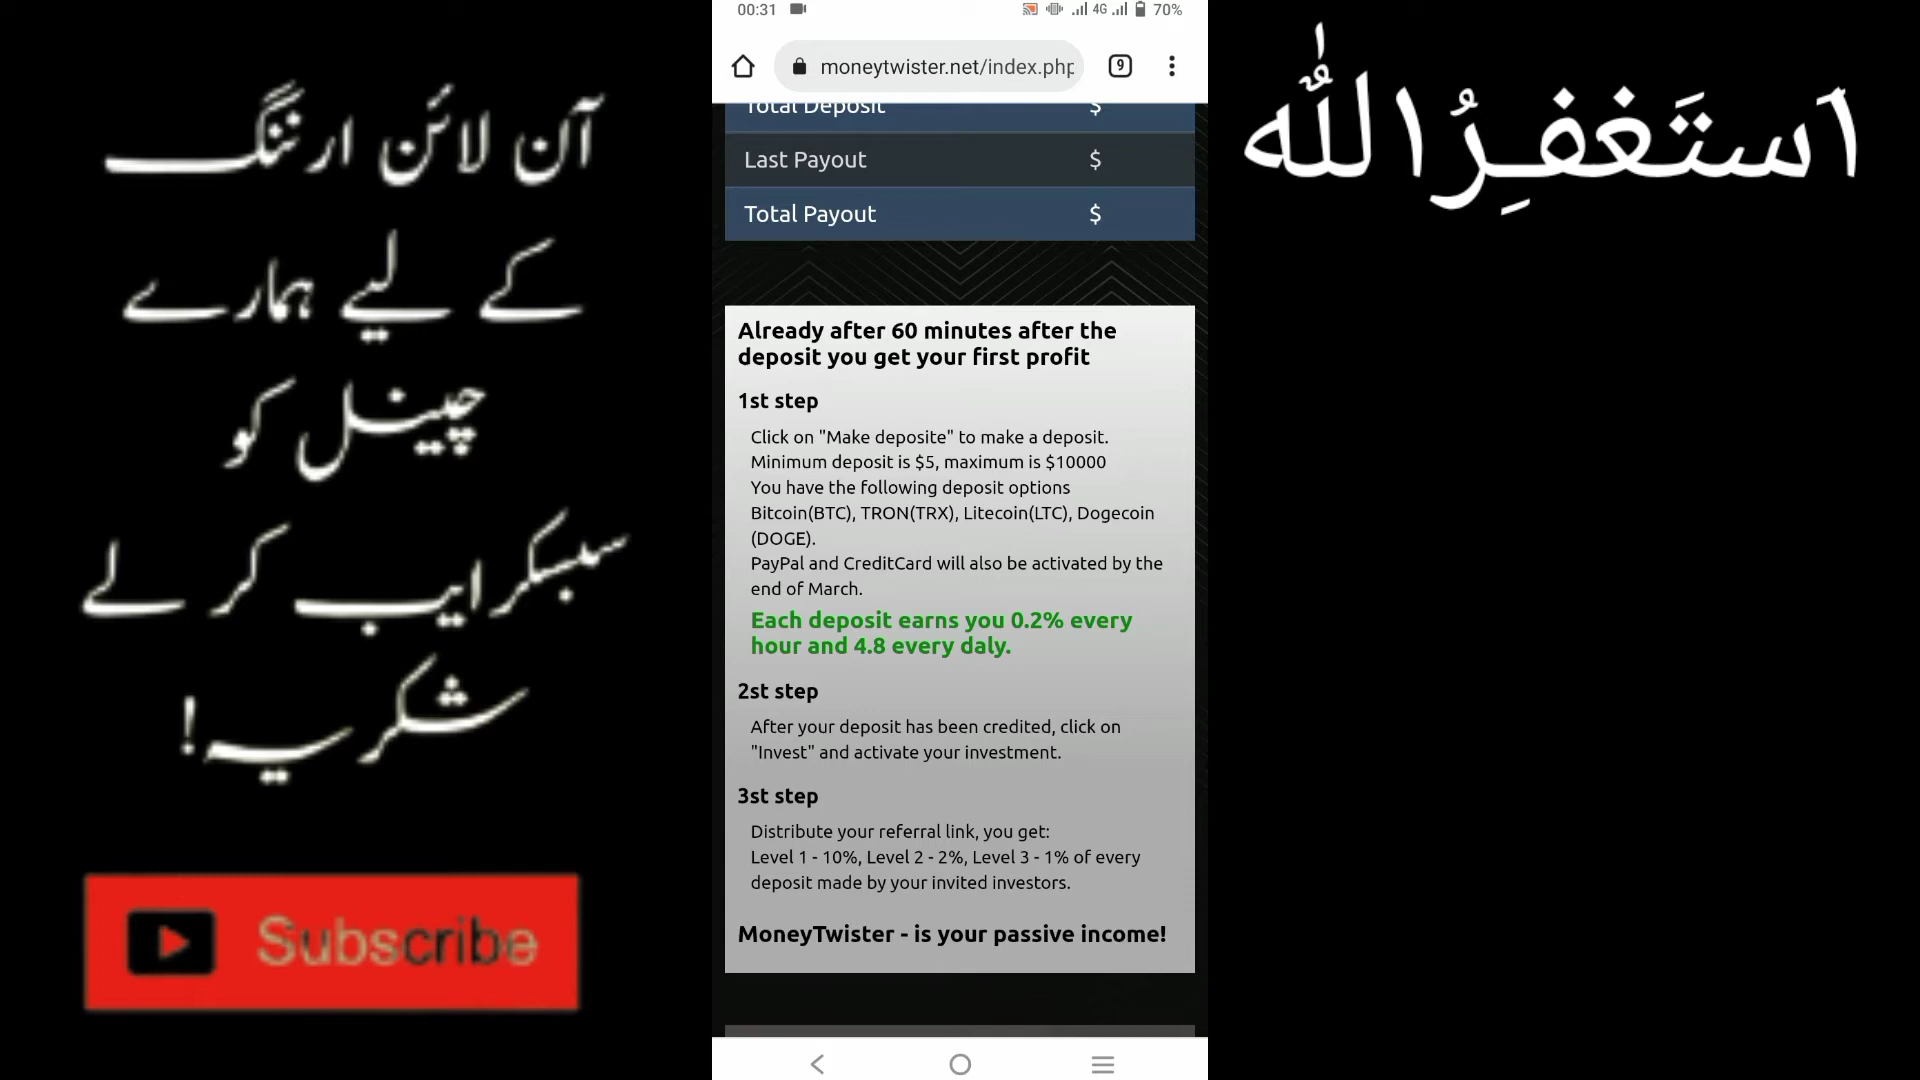 آن لائن ارننگ
کے لیے ہمارے
چینل کو
سبسکرایب کر لے
شکریہ!
Subscribe
00:31
4G
70%
moneytwister.net/index.php
9
Total Deposit $
Last Payout $
Total Payout $
Already after 60 minutes after the
deposit you get your first profit
1st step
Click on "Make deposite" to make a deposit.
Minimum deposit is $5, maximum is $10000
You have the following deposit options
Bitcoin(BTC), TRON(TRX), Litecoin(LTC), Dogecoin
(DOGE).
PayPal and CreditCard will also be activated by the
end of March.
Each deposit earns you 0.2% every
hour and 4.8 every daly.
2st step
After your deposit has been credited, click on
"Invest" and activate your investment.
3st step
Distribute your referral link, you get:
Level 1 - 10%, Level 2 - 2%, Level 3 - 1% of every
deposit made by your invited investors.
MoneyTwister - is your passive income!
استَغفِرُاللّٰه